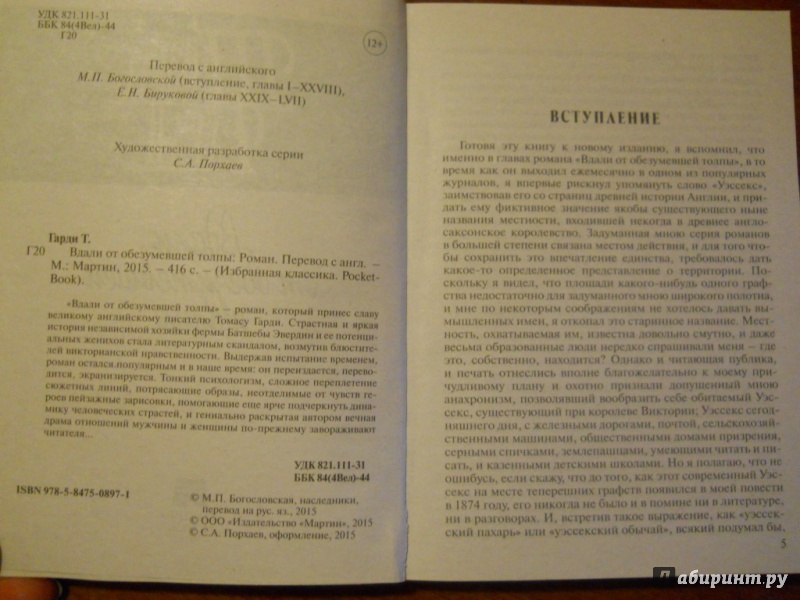 УДК 821.111-31
ББК 84(4Вел)-44
Г20
12+
Перевод с английского
М.П. Богословской (вступление, главы I–XXVIII),
Е.Н. Бируковой (главы XXIX–LVII)
Художественная разработка серии
С.А. Порхаев
Гарди Т.
Г20 Вдали от обезумевшей толпы: Роман. Перевод с англ. –
М.: Мартин, 2015. – 416 с. – (Избранная классика. Pocket-
Book).
«Вдали от обезумевшей толпы» – роман, который принес славу
великому английскому писателю Томасу Гарди. Страстная и яркая
история независимой хозяйки фермы Батшебы Эвердин и ее потенци-
альных женихов стала литературным скандалом, возмутив блюстите-
лей викторианской нравственности. Выдержав испытание временем,
роман остался популярным и в наше время: он переиздается, перево-
дится, экранизируется. Тонкий психологизм, сложное переплетение
сюжетных линий, потрясающие образы, неотделимые от чувств ге-
роев пейзажные зарисовки, помогающие еще ярче подчеркнуть дина-
мику человеческих страстей, и гениально раскрытая автором вечная
драма отношений мужчины и женщины по-прежнему завораживают
читателя...
УДК 821.111-31
ББК 84(4Вел)-44
ISBN 978-5-8475-0897-1
© М.П. Богословская, наследники,
перевод на рус. яз., 2015
© ООО «Издательство «Мартин», 2015
© С.А. Порхаев, оформление, 2015
ВСТУПЛЕНИЕ
Готовя эту книгу к новому изданию, я вспомнил, что
именно в главах романа «Вдали от обезумевшей толпы», в то
время как он выходил ежемесячно в одном из популярных
журналов, я впервые рискнул упомянуть слово «Уэссекс»,
заимствовав его со страниц древней истории Англии, и при-
дать ему фиктивное значение якобы существующего ныне
названия местности, входившей некогда в древнее англо-
саксонское королевство. Задуманная мною серия романов
в большей степени связана местом действия, и для того что-
бы сохранить это впечатление единства, требовалось дать
какое-то определенное представление о территории. По-
скольку я видел, что площади какого-нибудь одного граф-
ства недостаточно для задуманного мною широкого полотна,
и мне по некоторым соображениям не хотелось давать вы-
мышленных имен, я откопал это старинное название. Мест-
ность, охватываемая им, известна довольно смутно, и даже
весьма образованные люди нередко спрашивали меня – где
это, собственно, находится? Однако и читающая публика,
и печать отнеслись вполне благожелательно к моему при-
чудливому плану и охотно признали допущенный мною
анахронизм, позволявший вообразить себе обитаемый Уэс-
секс, существующий при королеве Виктории; Уэссекс сегод-
няшнего дня, с железными дорогами, почтой, сельскохозяй-
ственными машинами, общественными домами призрения,
серными спичками, землепашцами, умеющими читать и пи-
сать, и казенными детскими школами. Но я полагаю, что не
ошибусь, если скажу, что до того, как этот современный Уэс-
секс на месте теперешних графств появился в моей повести
в 1874 году, его никогда не было и в помине ни в литературе,
ни в разговорах. И, встретив такое выражение, как «уэссек-
ский пахарь» или «уэссекский обычай», всякий подумал бы,
5
Лабиринт.ру